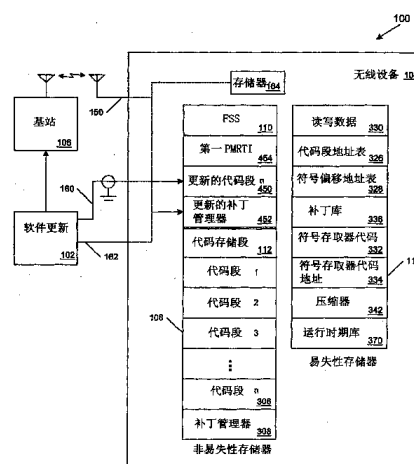 100
无线设备 10
存储器
164
150
基站
106
160
162
软件更新
102
FSS
110
第一 PMRTI
454
更新的代码段 n
450
更新的补丁
管理器
452
代码存储段
112
代码段 1
代码段 2
代码段 3
代码段 n
306
补丁管理器
308
108
非易失性存储器
读写数据
330
代码段地址表
326
符号偏移地址表
328
补丁库
336
符号存取器代码
332
符号存取器代码
地址
334
压缩器
342
运行时期库
370
11
易失性存储器